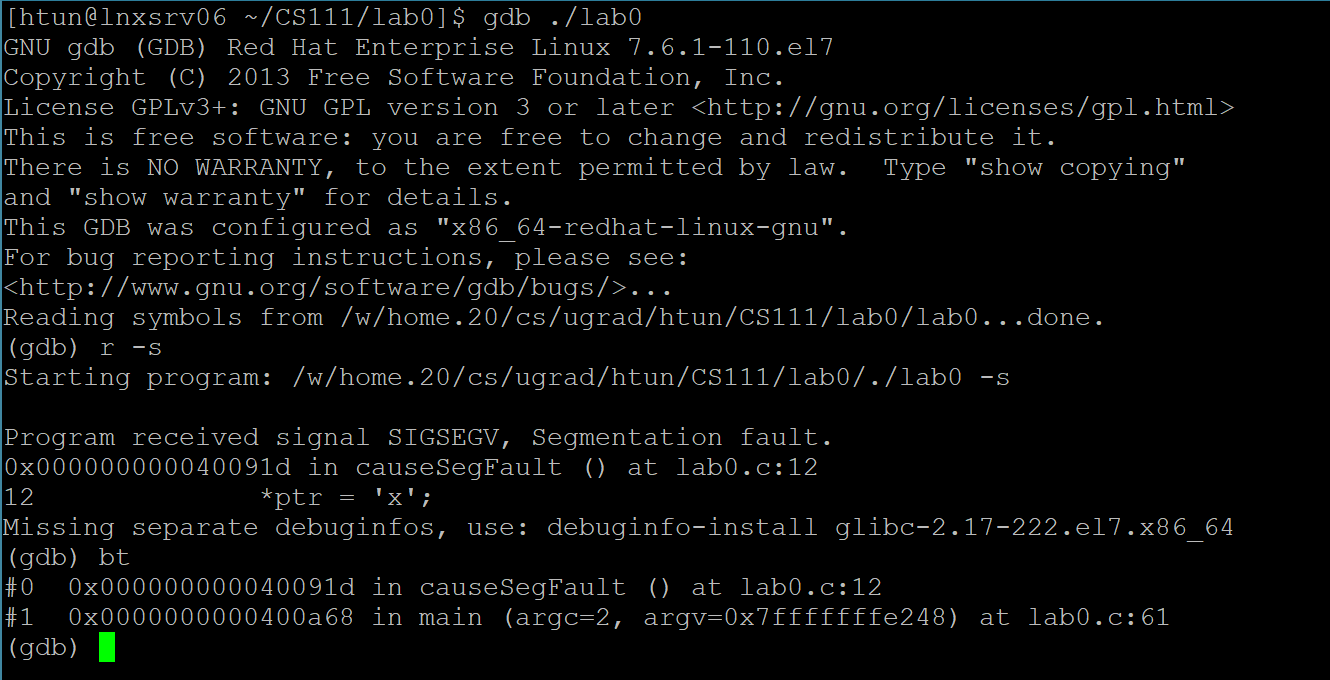 [htun@lnxsrv06 ~/CS111/lab0]$ gdb ./lab0
GNU gdb (GDB) Red Hat Enterprise Linux 7.6.1-110.el7
Copyright (C) 2013 Free Software Foundation, Inc.
License GPLv3+: GNU GPL version 3 or later <http://gnu.org/licenses/gpl.html>
This is free software: you are free to change and redistribute it.
There is NO WARRANTY, to the extent permitted by law.  Type "show copying"
and "show warranty" for details.
This GDB was configured as "x86_64-redhat-linux-gnu".
For bug reporting instructions, please see:
<http://www.gnu.org/software/gdb/bugs/>...
Reading symbols from /w/home.20/cs/ugrad/htun/CS111/lab0/lab0...done.
(gdb) r -s
Starting program: /w/home.20/cs/ugrad/htun/CS111/lab0/./lab0 -s

Program received signal SIGSEGV, Segmentation fault.
0x000000000040091d in causeSegFault () at lab0.c:12
12              *ptr = 'x';
Missing separate debuginfos, use: debuginfo-install glibc-2.17-222.el7.x86_64
(gdb) bt
#0  0x000000000040091d in causeSegFault () at lab0.c:12
#1  0x0000000000400a68 in main (argc=2, argv=0x7fffffffe248) at lab0.c:61
(gdb)